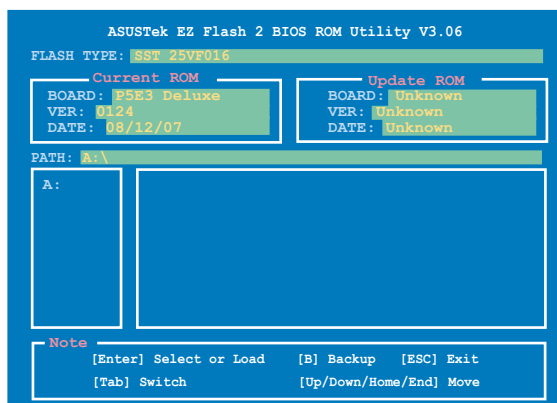 ASUSTek EZ Flash 2 BIOS ROM Utility V3.06
FLASH TYPE: SST 25VF016
Current ROM
BOARD: P5E3 Deluxe
VER: 0124
DATE: 08/12/07
Update ROM
BOARD: Unknown
VER: Unknown
DATE: Unknown
PATH: A:\
A:
Note
[Enter] Select or Load [B] Backup [ESC] Exit
[Tab] Switch [Up/Down/Home/End] Move